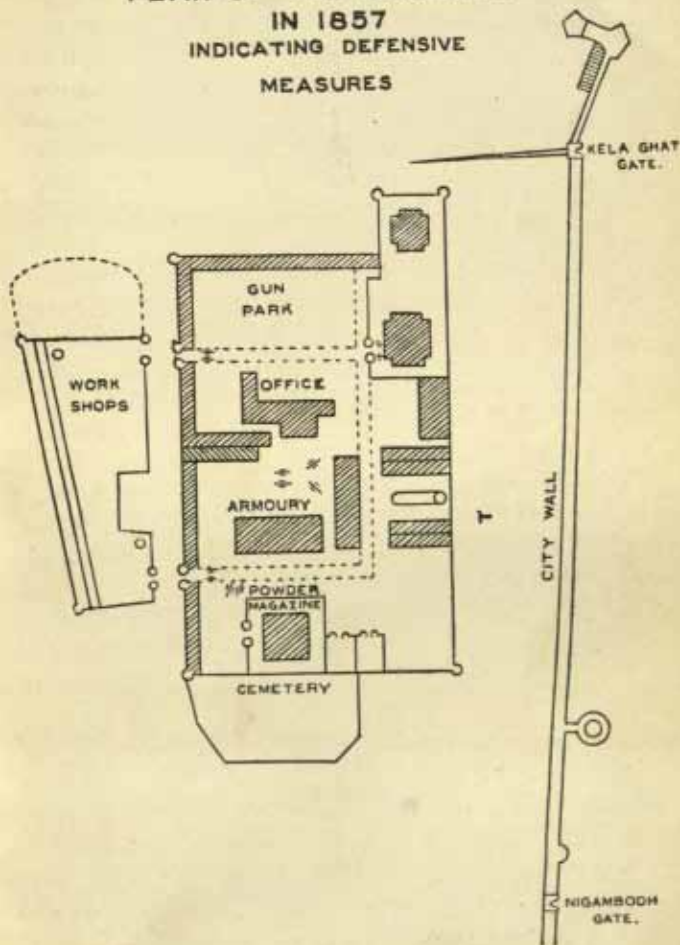 IN 1857
INDICATING DEFENSIVE
MEASURES
KELA GHAT
GATE.
GUN
PARK
WORK
SHOPS
OFFICE
ARMOURY
CITY WALL
POWDER
MAGAZINE
CEMETERY
NIGAMBODH
GATE.